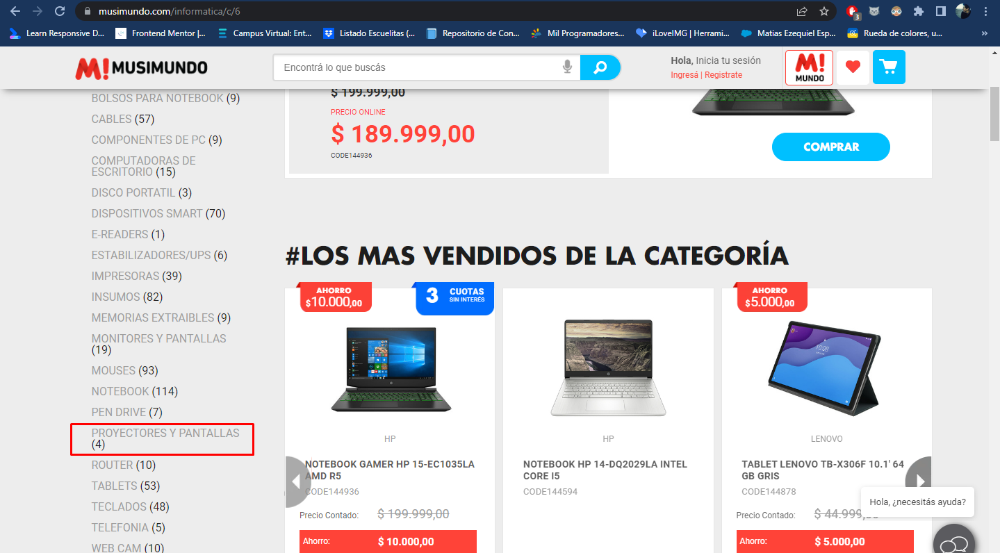 musimundo.com/informatica/c/6
3
Learn Responsive D...
Frontend Mentor |...
Campus Virtual: Ent...
Listado Escuelitas (...
Repositorio de Con...
Mil Programadores...
iLoveIMG | Herrami...
Matias Ezequiel Esp...
Rueda de colores, u...
»
M! MUSIMUNDO
Encontrá lo que buscás
Hola, Inicia tu sesión
Ingresá | Registrate
M!
MUNDO
BOLSOS PARA NOTEBOOK (9)
CABLES (57)
COMPONENTES DE PC (9)
COMPUTADORAS DE
ESCRITORIO (15)
DISCO PORTATIL (3)
DISPOSITIVOS SMART (70)
E-READERS (1)
ESTABILIZADORES/UPS (6)
IMPRESORAS (39)
INSUMOS (82)
MEMORIAS EXTRAIBLES (9)
MONITORES Y PANTALLAS
(19)
MOUSES (93)
NOTEBOOK (114)
PEN DRIVE (7)
PROYECTORES Y PANTALLAS
(4)
ROUTER (10)
TABLETS (53)
TECLADOS (48)
TELEFONIA (5)
WEB CAM (10)
$ 199.999,00
PRECIO ONLINE
$ 189.999,00
CODE144936
COMPRAR
#LOS MAS VENDIDOS DE LA CATEGORÍA
AHORRO
$10.000,00
3 CUOTAS
SIN INTERÉS
HP
NOTEBOOK GAMER HP 15-EC1035LA
AMD R5
CODE144936
Precio Contado: $ 199.999,00
Ahorro: $ 10.000,00
HP
NOTEBOOK HP 14-DQ2029LA INTEL
CORE I5
CODE144594
AHORRO
$5.000,00
10:08
LENOVO
TABLET LENOVO TB-X306F 10.1' 64
GB GRIS
CODE144878
Precio Contado: $ 44.999,00
Ahorro: $ 5.000,00
Hola, ¿necesitás ayuda?